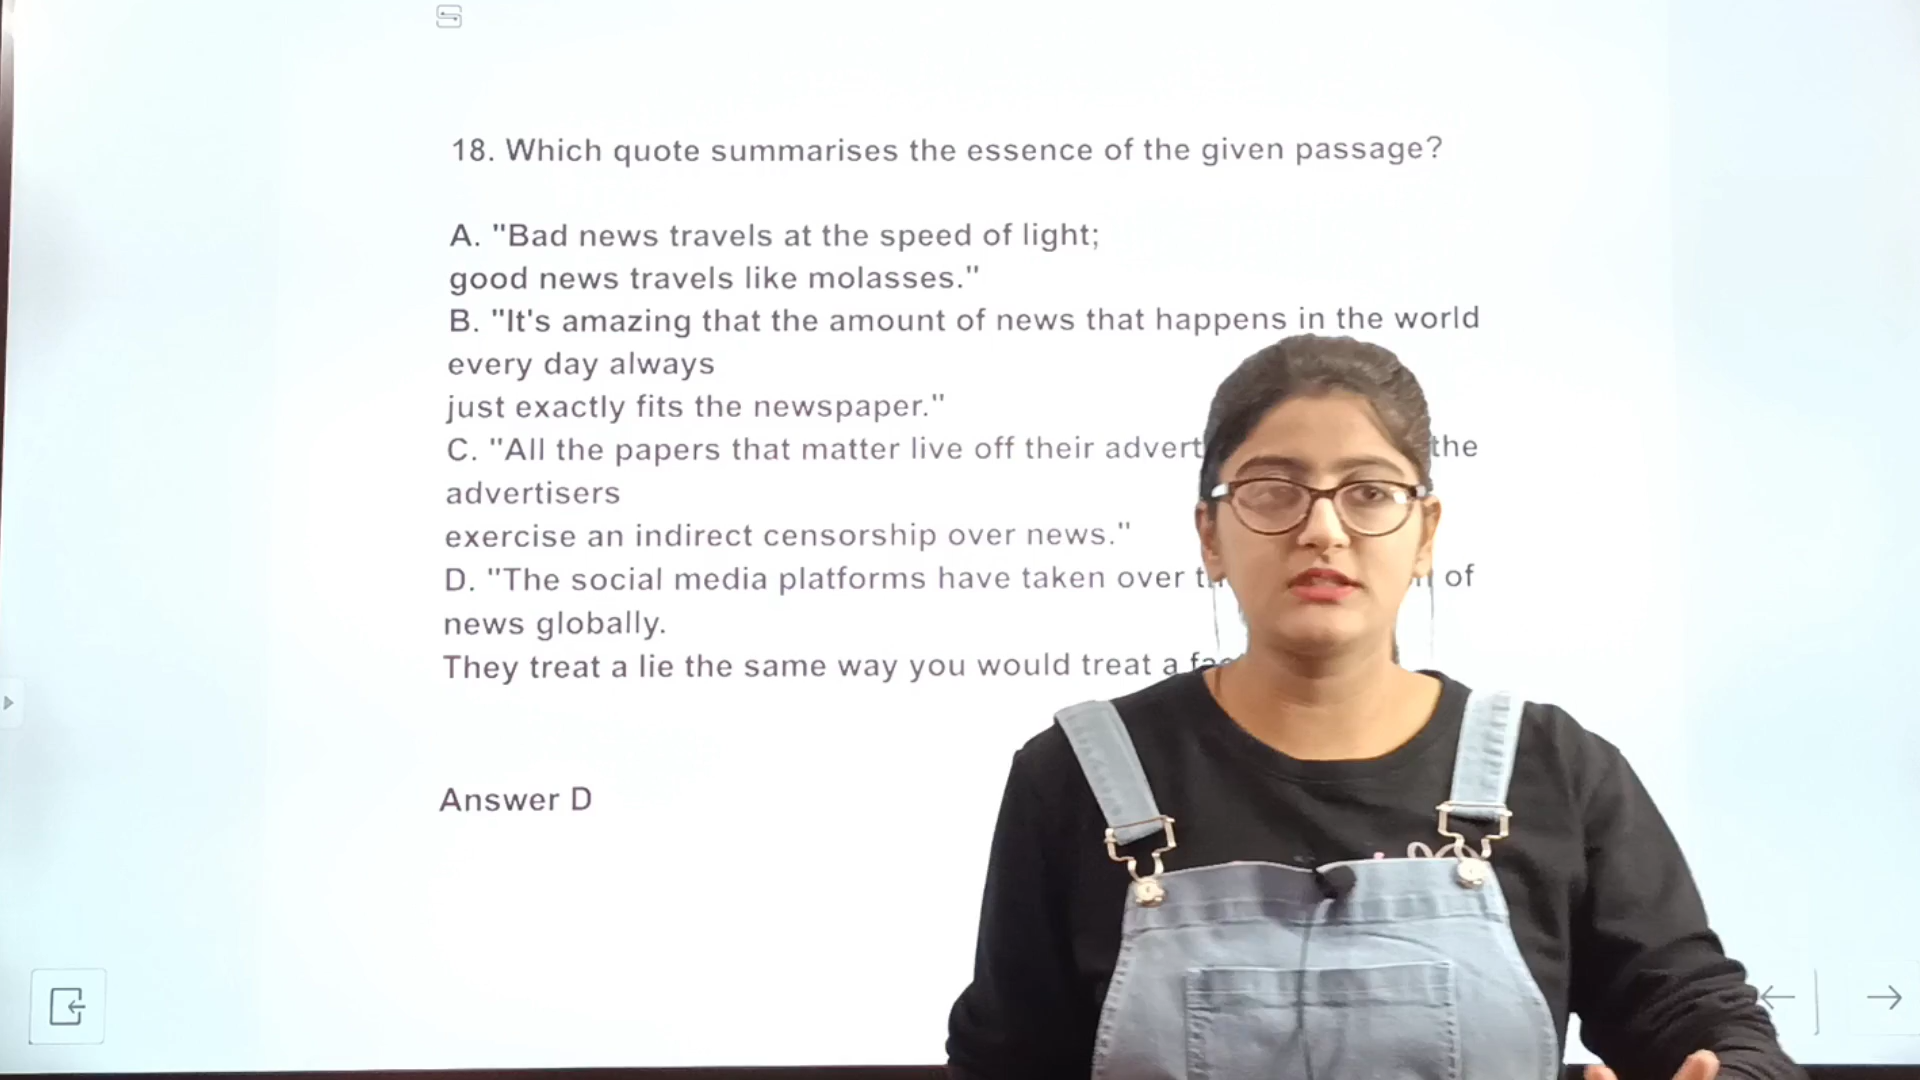 18. Which quote summarises the essence of the given passage?
A. "Bad news travels at the speed of light;
good news travels like molasses."
B. "It's amazing that the amount of news that happens in the world
every day always
just exactly fits the newspaper."
C. "All the papers that matter live off their the
advertisers
exercise an indirect censorship over news."
D. "The social media platforms have taken over of
news globally.
They treat a lie the same way you would treat a
Answer D